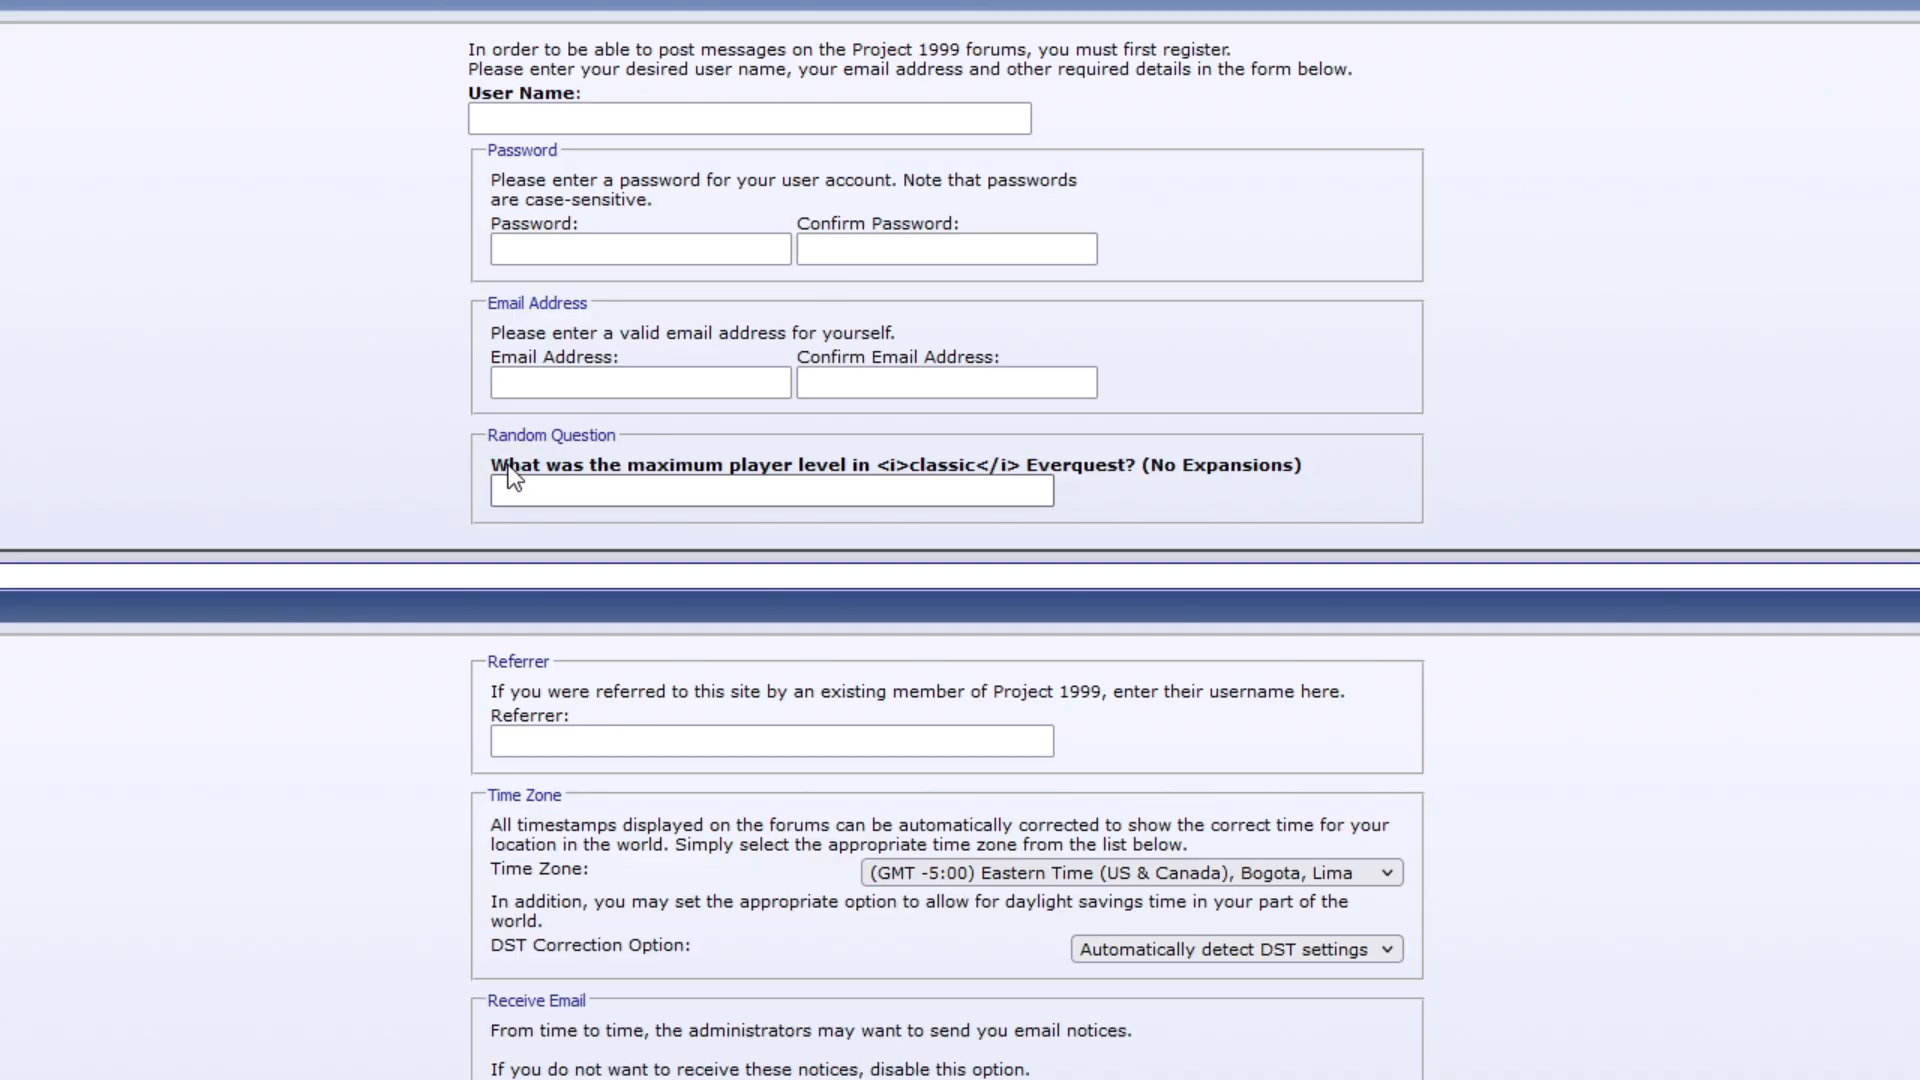 In order to be able to post messages on the Project 1999 forums, you must first register.
Please enter your desired user name, your email address and other required details in the form below.
User Name:
Password
Please enter a password for your user account. Note that passwords
are case-sensitive.
Password: Confirm Password:
Email Address
Please enter a valid email address for yourself.
Email Address: Confirm Email Address:
Random Question
What was the maximum player level in <i>classic</i> Everquest? (No Expansions)
Referrer
If you were referred to this site by an existing member of Project 1999, enter their username here.
Referrer:
Time Zone
All timestamps displayed on the forums can be automatically corrected to show the correct time for your
location in the world. Simply select the appropriate time zone from the list below.
Time Zone: (GMT -5:00) Eastern Time (US & Canada), Bogota, Lima
In addition, you may set the appropriate option to allow for daylight savings time in your part of the
world.
DST Correction Option: Automatically detect DST settings
Receive Email
From time to time, the administrators may want to send you email notices.
If you do not want to receive these notices, disable this option.